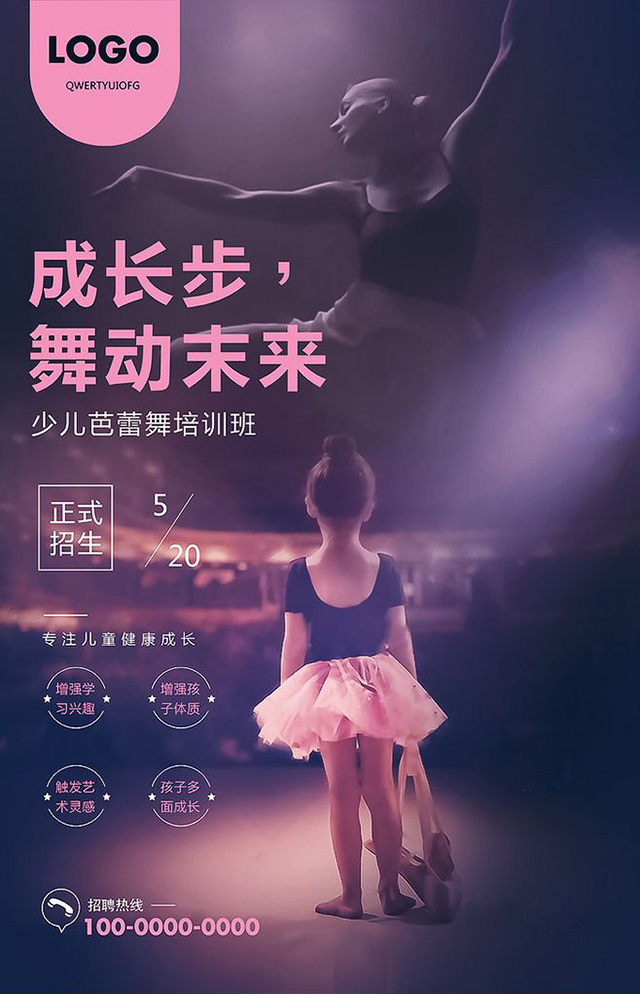 LOGO
QWERTYUIOFG
成长步，
舞动末来
少儿芭蕾舞培训班
正式
招生
5
20
专注儿童健康成长
增强学
习兴趣
增强孩
子体质
触发艺
术灵感
孩子多
面成长
招聘热线
100-0000-0000